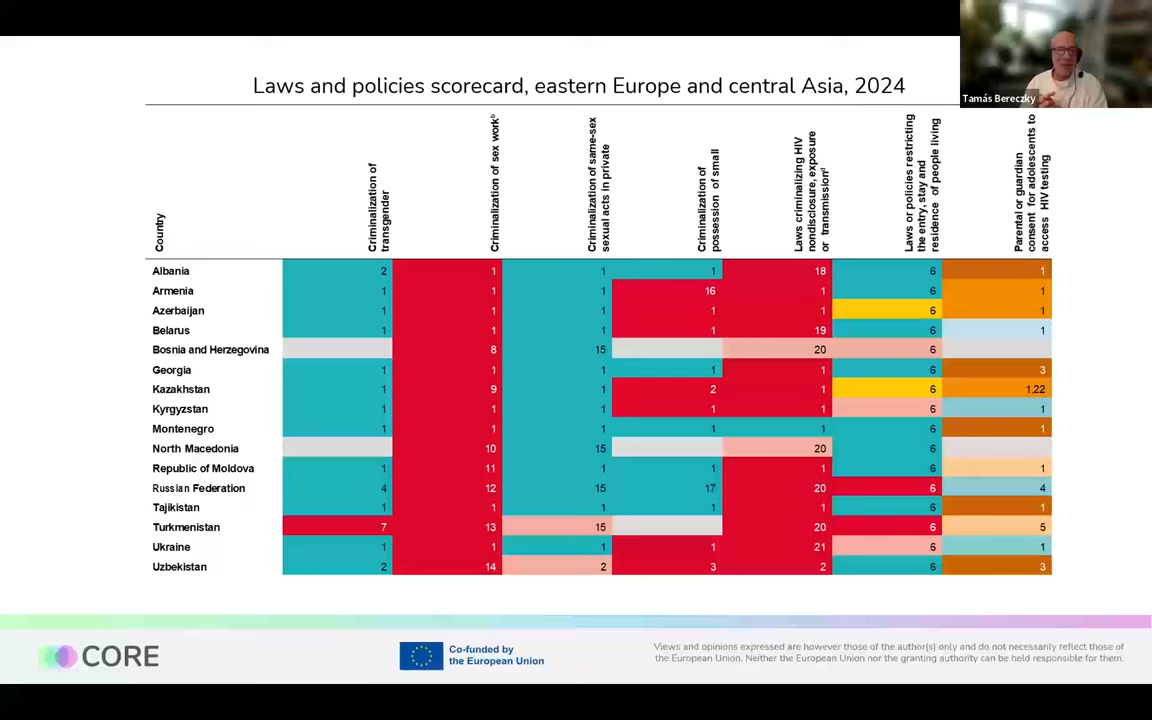 Laws and policies scorecard, eastern Europe and central Asia, 2024
Tamás Bereczky
Country
Criminalization of
transgender
Criminalization of sex work b
Criminalization of same-sex
sexual acts in private
Criminalization of
possession of small
Laws criminalizing HIV
nondisclosure, exposure
or transmission d
Laws or policies restricting
the entry, stay and
residence of people living
Parental or guardian
consent for adolescents to
access HIV testing
Albania 2 1 1 1 18 6 1
Armenia 1 1 1 16 1 6 1
Azerbaijan 1 1 1 1 1 6 1
Belarus 1 1 1 1 19 6 1
Bosnia and Herzegovina 8 15 20 6
Georgia 1 1 1 1 1 6 3
Kazakhstan 1 9 1 2 1 6 1,22
Kyrgyzstan 1 1 1 1 1 6 1
Montenegro 1 1 1 1 1 6 1
North Macedonia 10 15 20 6
Republic of Moldova 1 11 1 1 1 6 1
Russian Federation 4 12 15 17 20 6 4
Tajikistan 1 1 1 1 1 6 1
Turkmenistan 7 13 15 20 6 5
Ukraine 1 1 1 1 21 6 1
Uzbekistan 2 14 2 3 2 6 3
CORE
Co-funded by
the European Union
Views and opinions expressed are however those of the author(s) only and do not necessarily reflect those of
the European Union. Neither the European Union nor the granting authority can be held responsible for them.